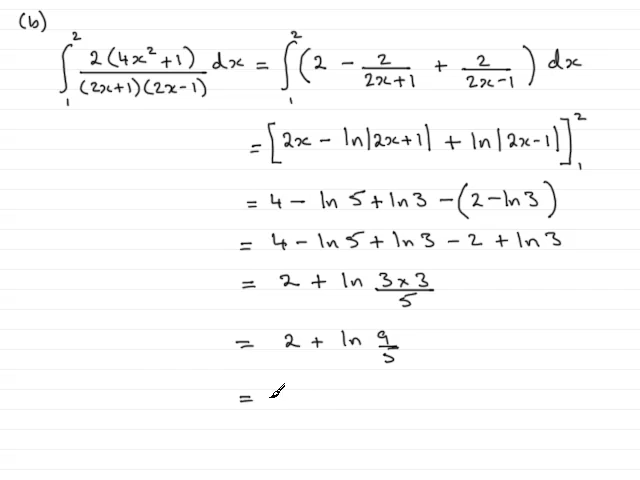 (b)
∫₁² 2(4x²+1)/((2x+1)(2x-1)) dx = ∫₁² (2 - 2/(2x+1) + 2/(2x-1)) dx
= [2x - ln|2x+1| + ln|2x-1|]₁²
= 4 - ln 5 + ln 3 - (2 - ln 3)
= 4 - ln 5 + ln 3 - 2 + ln 3
= 2 + ln (3×3)/5
= 2 + ln 9/5
=